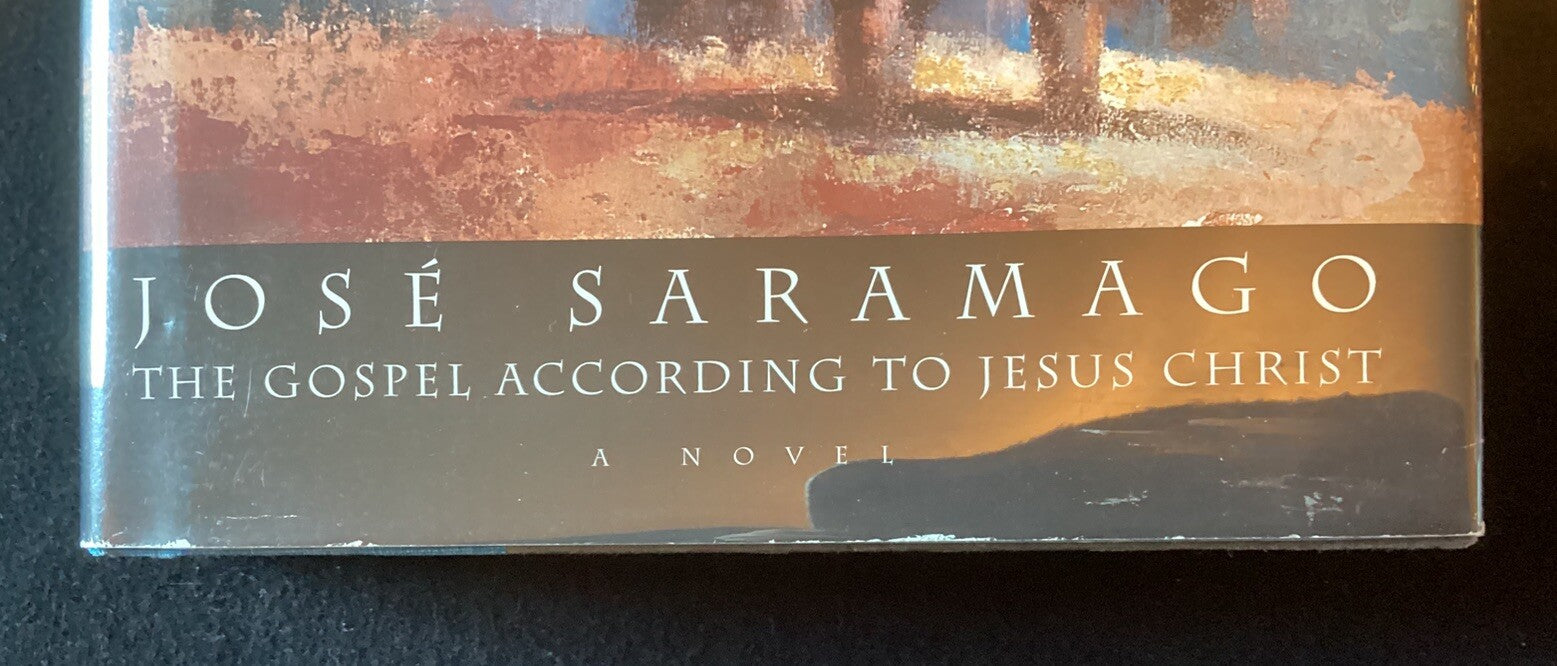 JOSÉ SARAMAGO
THE GOSPEL ACCORDING TO JESUS CHRIST
A NOVEL